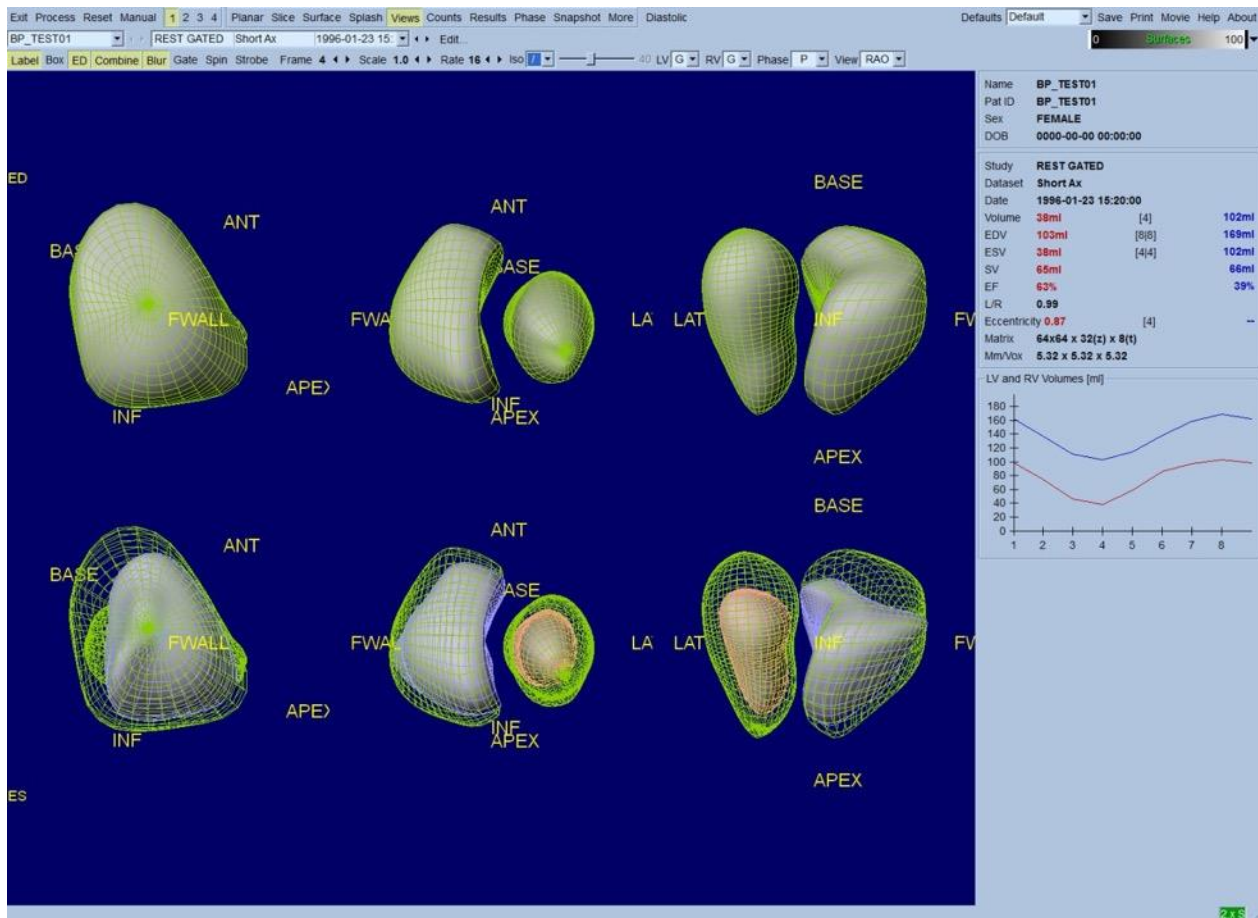 Exit Process Reset Manual 1 2 3 4 Planar Slice Surface Splash Views Counts Results Phase Snapshot More Diastolic Defaults Default Save Print Movie Help About
BP_TEST01 REST GATED Short Ax 1996-01-23 15: Edit... 0 Surfaces 100
Label Box ED Combine Blur Gate Spin Strobe Frame 4 Scale 1.0 Rate 16 Iso / 40 LV G RV G Phase P View RAO
Name BP_TEST01
Pat ID BP_TEST01
Sex FEMALE
DOB 0000-00-00 00:00:00
Study REST GATED
Dataset Short Ax
Date 1996-01-23 15:20:00
Volume 38ml [4] 102ml
EDV 103ml [8|8] 169ml
ESV 38ml [4|4] 102ml
SV 65ml 66ml
EF 63% 39%
L/R 0.99
Eccentricity 0.87 [4] --
Matrix 64x64 x 32(z) x 8(t)
Mm/Vox 5.32 x 5.32 x 5.32
LV and RV Volumes [ml]
180
160
140
120
100
80
60
40
20
0
1 2 3 4 5 6 7 8
ED
BASE
ANT ANT
BAS BASE
FWALL FWA LA LAT INF FW
APEX
INF INF
APEX
APEX
BASE
ANT ANT
BASE ASE
FWALL FWAL LA LAT INF FW
APEX
INF INF
APEX
APEX
ES
2 x S